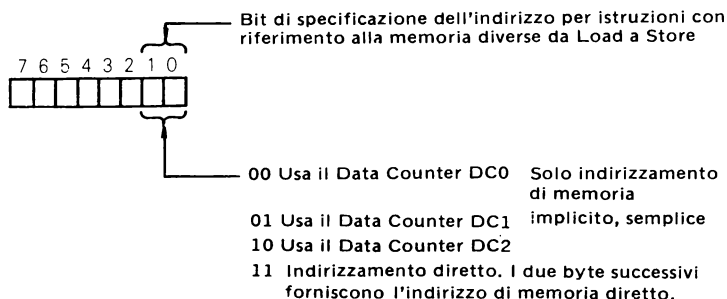 Bit di specificazione dell'indirizzo per istruzioni con
riferimento alla memoria diverse da Load a Store
7 6 5 4 3 2 1 0
00 Usa il Data Counter DC0 Solo indirizzamento
di memoria
01 Usa il Data Counter DC1 implicito, semplice
10 Usa il Data Counter DC2
11 Indirizzamento diretto. I due byte successivi
forniscono l'indirizzo di memoria diretto.